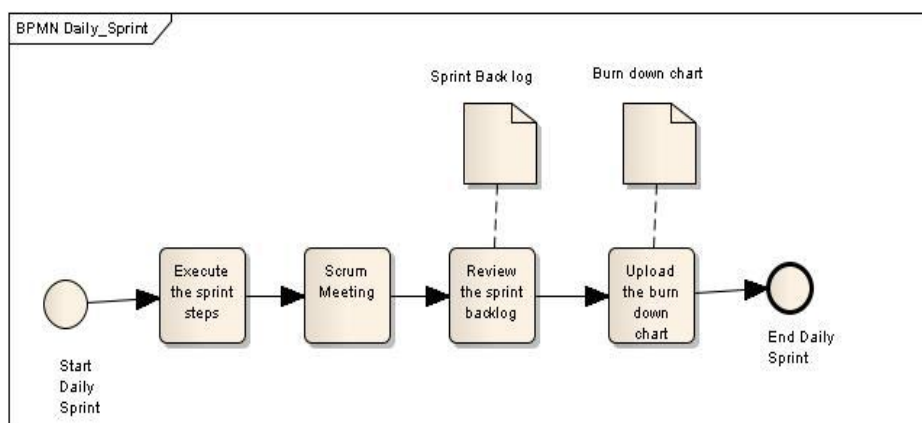 BPMN Daily_Sprint
Sprint Back log
Burn down chart
Execute
the sprint
steps
Scrum
Meeting
Review
the sprint
backlog
Upload
the burn
down
chart
Start
Daily
Sprint
End Daily
Sprint